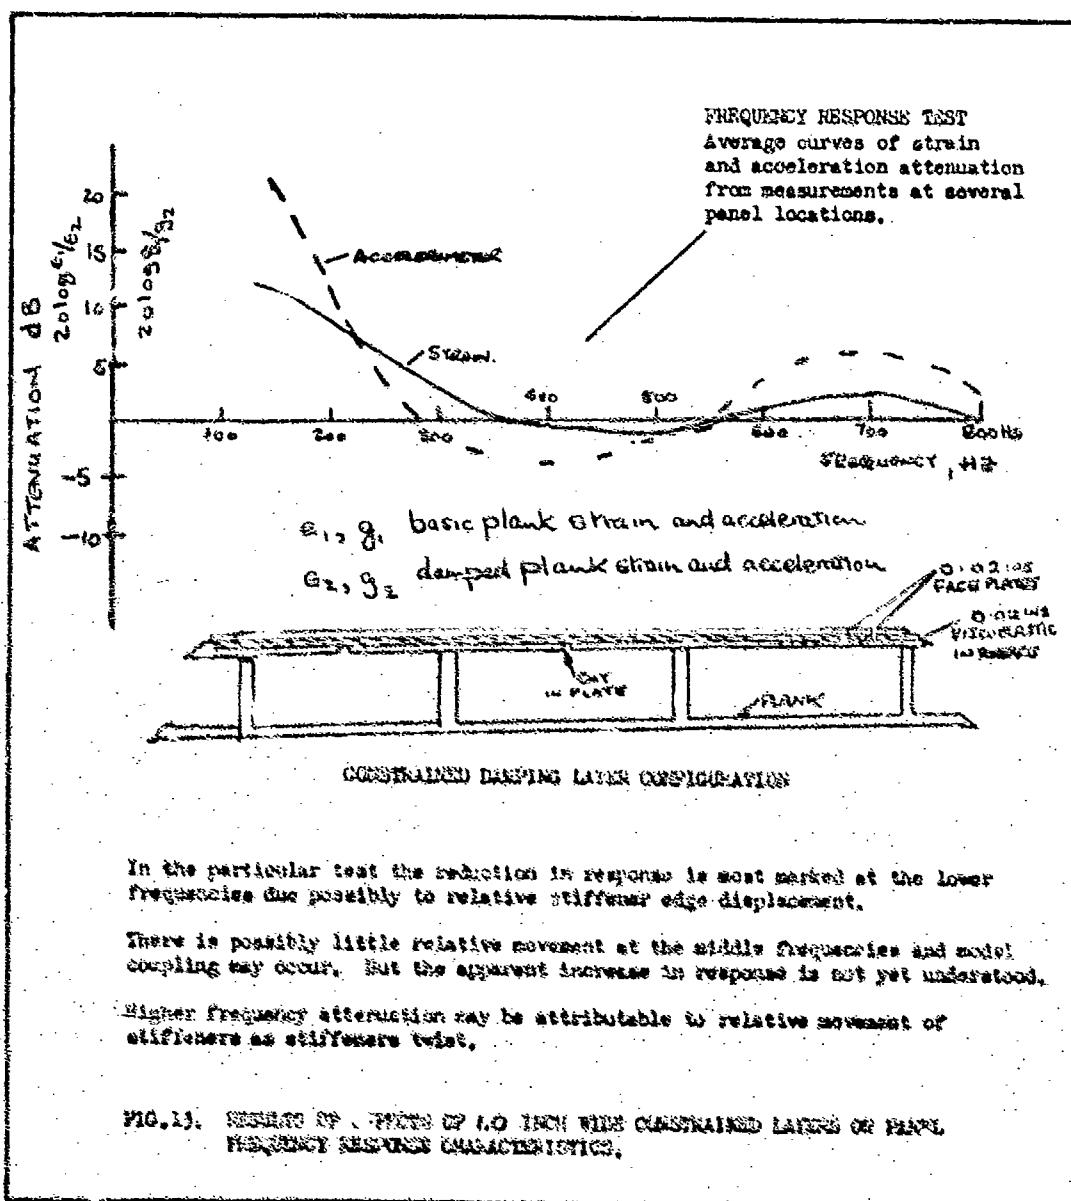 FREQUENCY RESPONSE TEST
Average curves of strain
and acceleration attenuation
from measurements at several
panel locations.
ATTENUATION dB
20 log ε1/ε2
20 log g1/g2
20
15
10
5
-5
-10
ACCELEROMETER
STRAIN.
100
200
300
400
500
600
700
800 Hz
FREQUENCY, Hz
ε1, g1 basic plank strain and acceleration
ε2, g2 damped plank strain and acceleration
0.02 INS
FACE PLATES
VISCOELASTIC
IN PLATE
PLANK
CONSTRAINED DAMPING LAYER CONFIGURATION
In the particular test the reduction in response is most marked at the lower
frequencies due possibly to relative stiffener edge displacement.
There is possibly little relative movement at the middle frequencies and model
coupling may occur. But the apparent increase in response is not yet understood.
Higher frequency attenuation may be attributable to relative movement of
stiffeners as stiffeners twist.
FIG.13. RESULTS OF 1.0 INCH WIDE CONSTRAINED LAYERS ON PANEL
FREQUENCY RESPONSE CHARACTERISTICS.